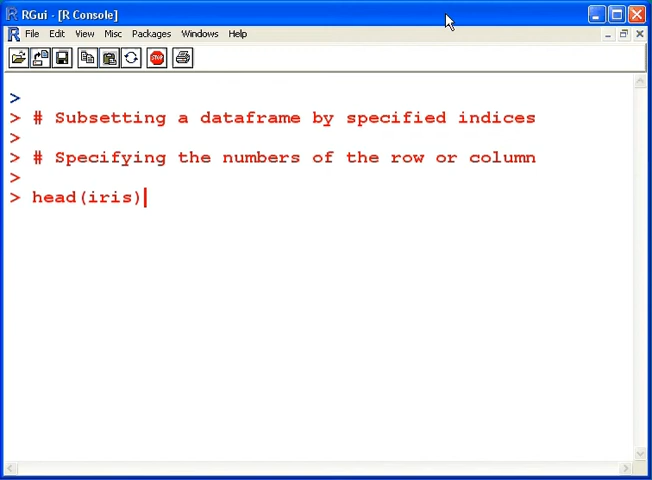 RGui - [R Console]
File Edit View Misc Packages Windows Help
STOP
>
> # Subsetting a dataframe by specified indices
>
> # Specifying the numbers of the row or column
>
> head(iris)